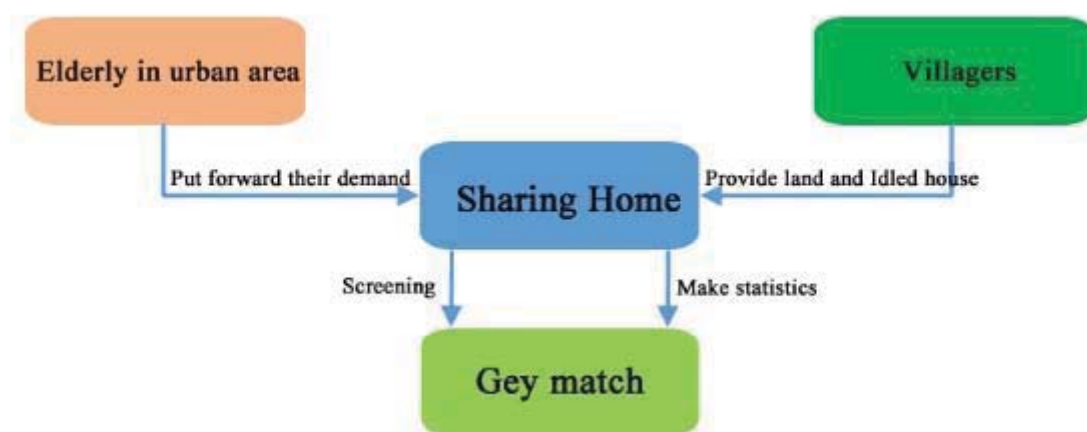 Elderly in urban area
Villagers
Put forward their demand
Sharing Home
Provide land and Idled house
Screening
Make statistics
Gey match